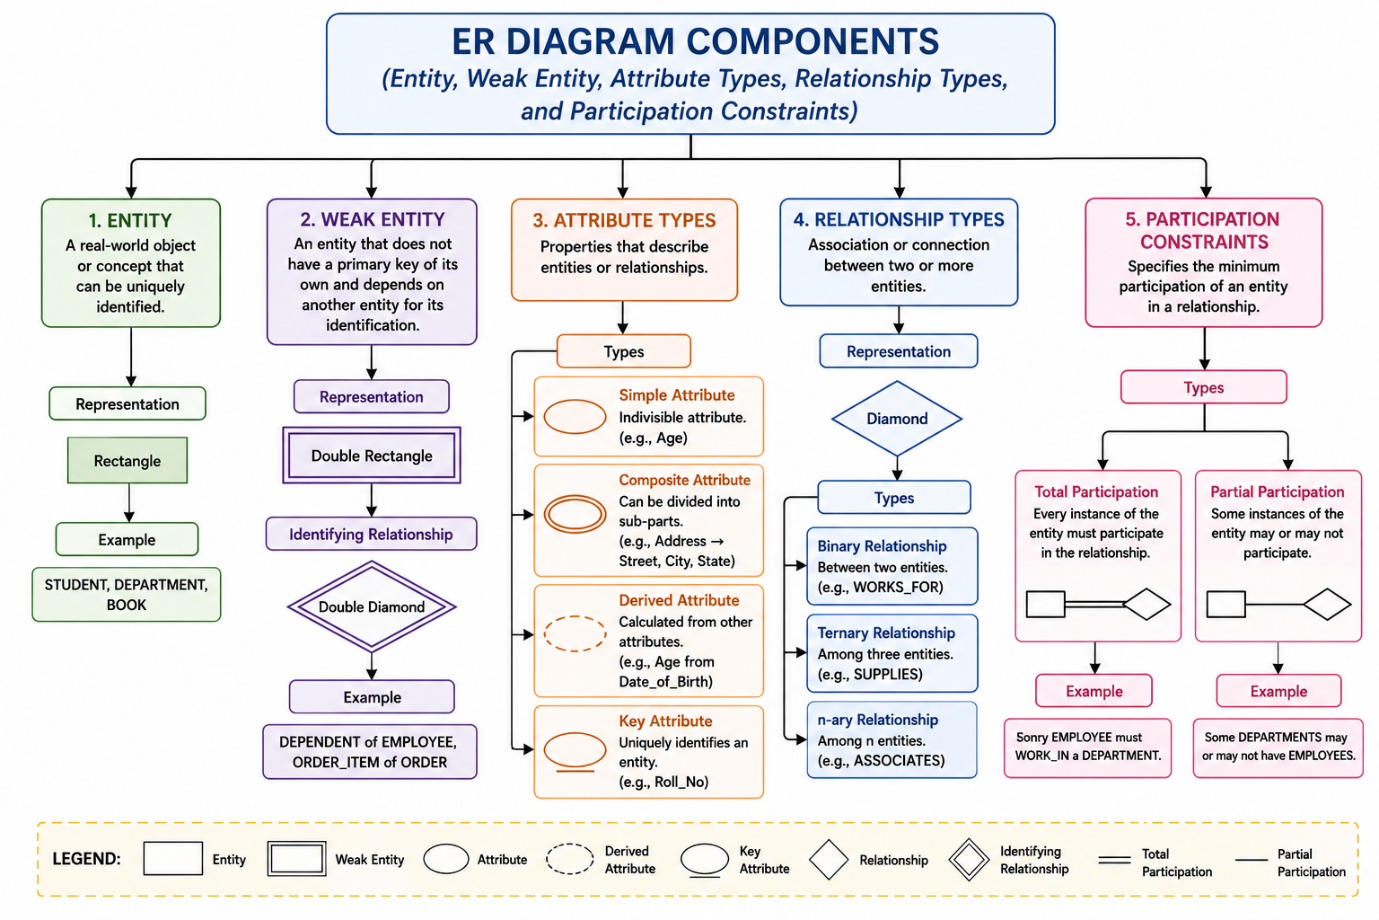 ER DIAGRAM COMPONENTS
(Entity, Weak Entity, Attribute Types, Relationship Types,
and Participation Constraints)
1. ENTITY
A real-world object
or concept that
can be uniquely
identified.
Representation
Rectangle
Example
STUDENT, DEPARTMENT,
BOOK
2. WEAK ENTITY
An entity that does not
have a primary key of its
own and depends on
another entity for its
identification.
Representation
Double Rectangle
Identifying Relationship
Double Diamond
Example
DEPENDENT of EMPLOYEE,
ORDER_ITEM of ORDER
3. ATTRIBUTE TYPES
Properties that describe
entities or relationships.
Types
Simple Attribute
Indivisible attribute.
(e.g., Age)
Composite Attribute
Can be divided into
sub-parts.
(e.g., Address →
Street, City, State)
Derived Attribute
Calculated from other
attributes.
(e.g., Age from
Date_of_Birth)
Key Attribute
Uniquely identifies an
entity.
(e.g., Roll_No)
4. RELATIONSHIP TYPES
Association or connection
between two or more
entities.
Representation
Diamond
Types
Binary Relationship
Between two entities.
(e.g., WORKS_FOR)
Ternary Relationship
Among three entities.
(e.g., SUPPLIES)
n-ary Relationship
Among n entities.
(e.g., ASSOCIATES)
5. PARTICIPATION
CONSTRAINTS
Specifies the minimum
participation of an entity
in a relationship.
Types
Total Participation
Every instance of the
entity must participate
in the relationship.
Example
Sonry EMPLOYEE must
WORK_IN a DEPARTMENT.
Partial Participation
Some instances of the
entity may or may not
participate.
Example
Some DEPARTMENTS may
or may not have EMPLOYEES.
LEGEND:
Entity
Weak Entity
Attribute
Derived
Attribute
Key
Attribute
Relationship
Identifying
Relationship
Total
Participation
Partial
Participation